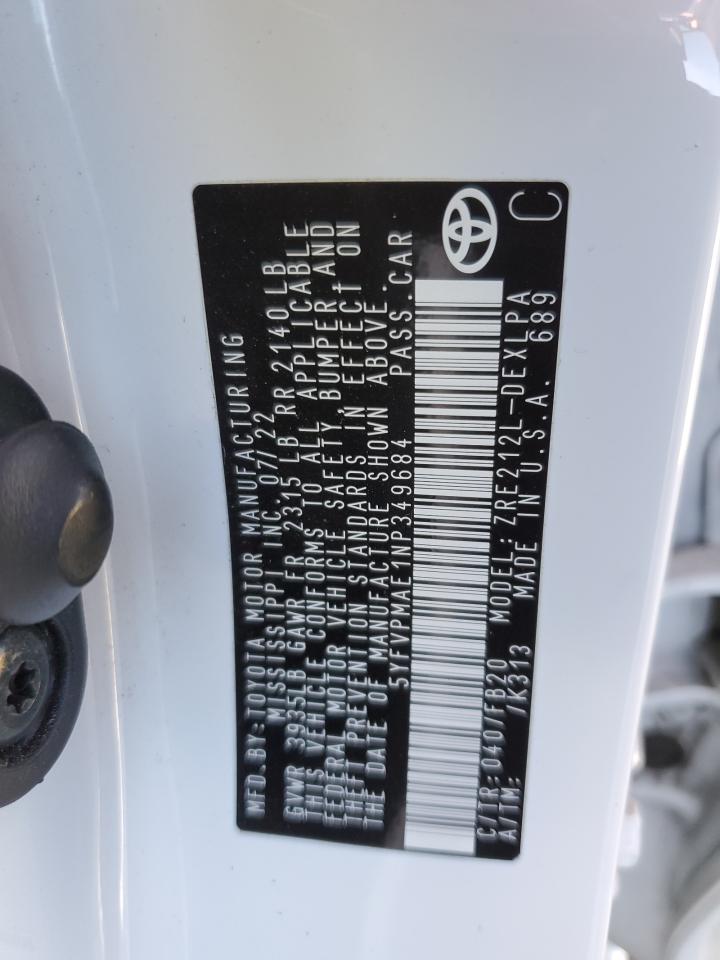 MFD.BY:TOYOTA MOTOR MANUFACTURING
MISSISSIPPI INC. 07/22
GVWR 3935LB GAWR FR 2315 LB RR 2140LB
THIS VEHICLE CONFORMS TO ALL APPLICABLE
FEDERAL MOTOR VEHICLE SAFETY, BUMPER AND
THEFT PREVENTION STANDARDS IN EFFECT ON
THE DATE OF MANUFACTURE SHOWN ABOVE.
5YFVPMAE1NP349684 PASS.CAR
C/TR: 040/FB20 MODEL: ZRE212L-DEXLPA
A/TM: /K313 MADE IN U.S.A. 689
C